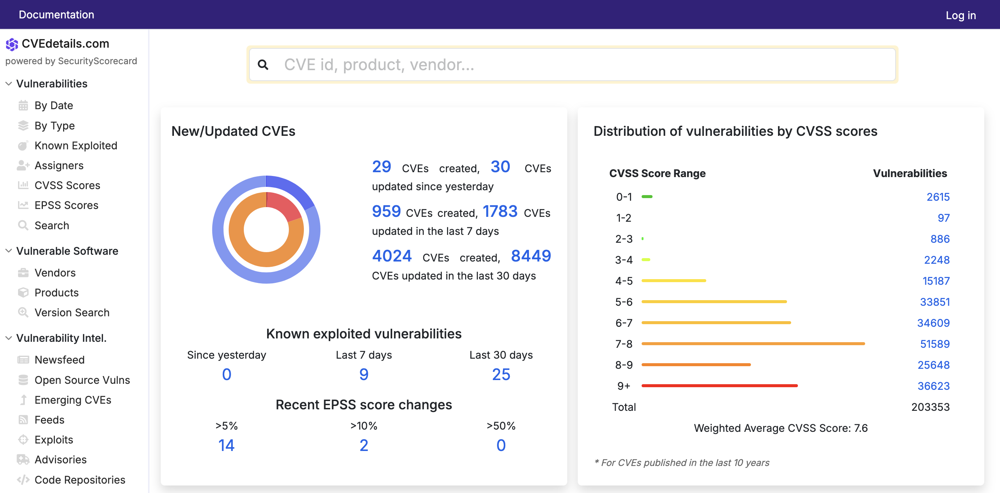 Documentation
Log in
CVEdetails.com
powered by SecurityScorecard
Vulnerabilities
By Date
By Type
Known Exploited
Assigners
CVSS Scores
EPSS Scores
Search
Vulnerable Software
Vendors
Products
Version Search
Vulnerability Intel.
Newsfeed
Open Source Vulns
Emerging CVEs
Feeds
Exploits
Advisories
Code Repositories
CVE id, product, vendor...
New/Updated CVEs
29 CVEs created, 30 CVEs
updated since yesterday
959 CVEs created, 1783 CVEs
updated in the last 7 days
4024 CVEs created, 8449
CVEs updated in the last 30 days
Known exploited vulnerabilities
Since yesterday Last 7 days Last 30 days
0 9 25
Recent EPSS score changes
>5% >10% >50%
14 2 0
Distribution of vulnerabilities by CVSS scores
CVSS Score Range Vulnerabilities
0-1 2615
1-2 97
2-3 886
3-4 2248
4-5 15187
5-6 33851
6-7 34609
7-8 51589
8-9 25648
9+ 36623
Total 203353
Weighted Average CVSS Score: 7.6
* For CVEs published in the last 10 years